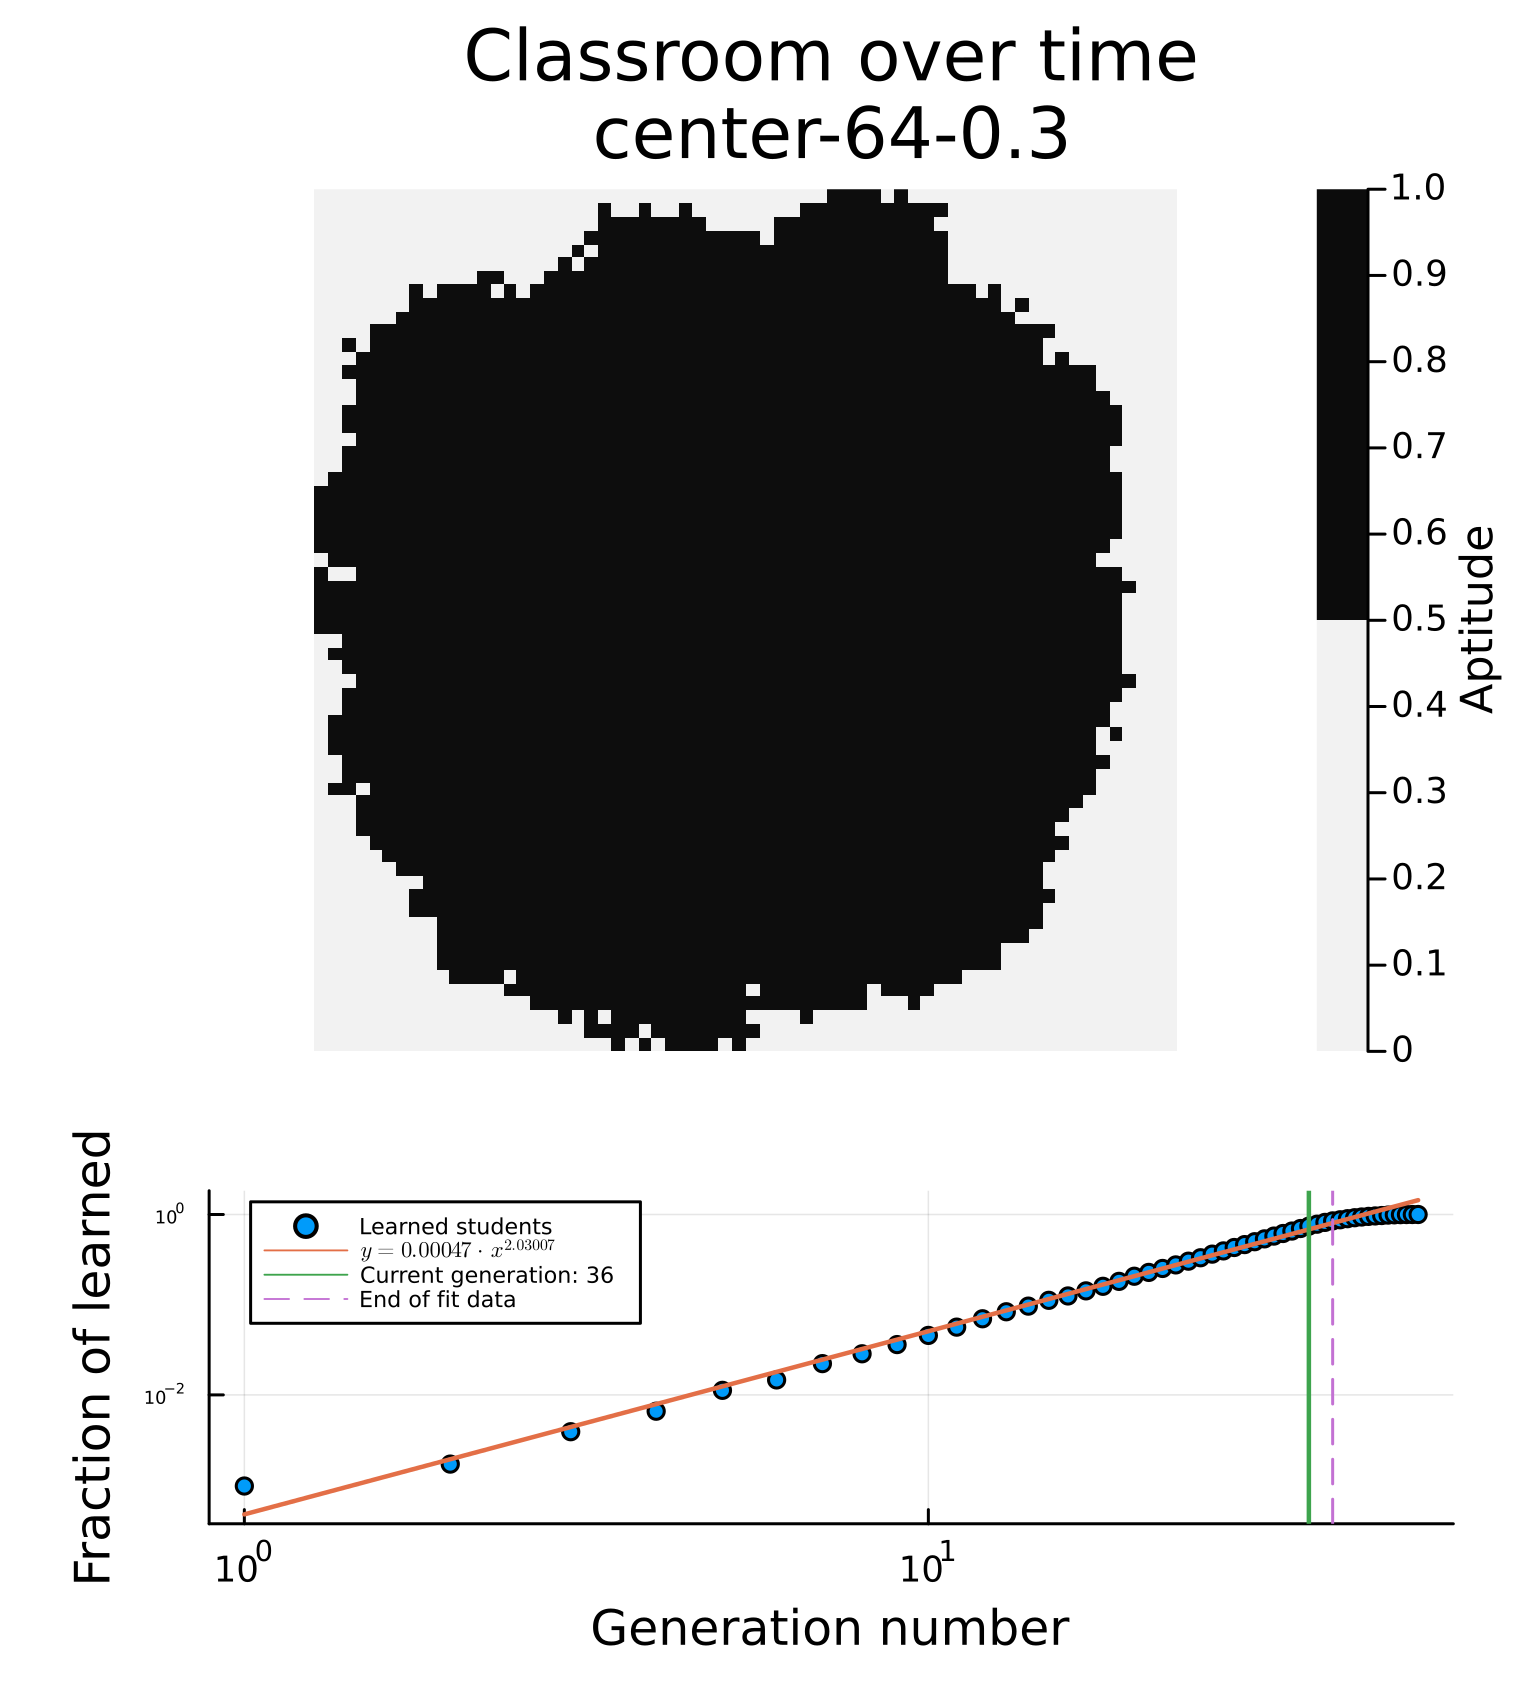 Classroom over time
center-64-0.3
1.0
0.9
0.8
0.7
0.6
0.5
0.4
0.3
0.2
0.1
0
Aptitude
Fraction of learned
10⁰
10⁻²
Learned students
y = 0.00047 · x^2.03007
Current generation: 36
End of fit data
10⁰
10¹
Generation number